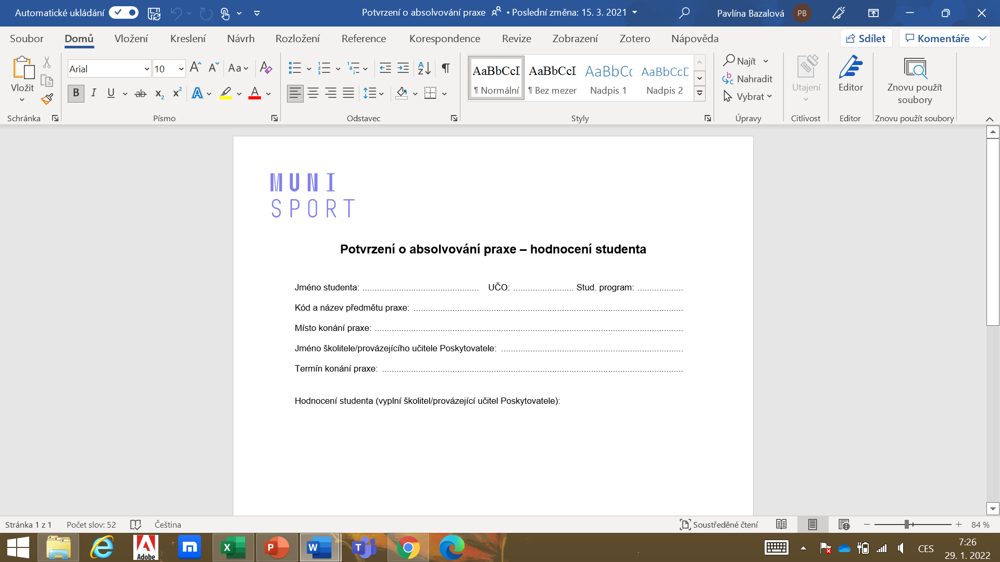 Automatické ukládání
Potvrzení o absolvování praxe • Poslední změna: 15. 3. 2021
Pavlína Bazalová PB
Soubor Domů Vložení Kreslení Návrh Rozložení Reference Korespondence Revize Zobrazení Zotero Nápověda Sdílet Komentáře
Vložit
Schránka
Arial 10
Písmo
Odstavec
AaBbCcI AaBbCcI AaBbCc AaBbCcD
¶ Normální ¶ Bez mezer Nadpis 1 Nadpis 2
Styly
Najít
Nahradit
Vybrat
Úpravy
Utajení
Citlivost
Editor
Editor
Znovu použít
soubory
Znovu použít soubory
MUNI
SPORT
Potvrzení o absolvování praxe – hodnocení studenta
Jméno studenta: ................................................ UČO: ......................... Stud. program: ...................
Kód a název předmětu praxe: ...............................................................................................................
Místo konání praxe: ...............................................................................................................................
Jméno školitele/provázejícího učitele Poskytovatele: ...........................................................................
Termín konání praxe: ............................................................................................................................
Hodnocení studenta (vyplní školitel/provázející učitel Poskytovatele):
Stránka 1 z 1 Počet slov: 52 Čeština Soustředěné čtení 84 %
Adobe
CES
7:26
29. 1. 2022